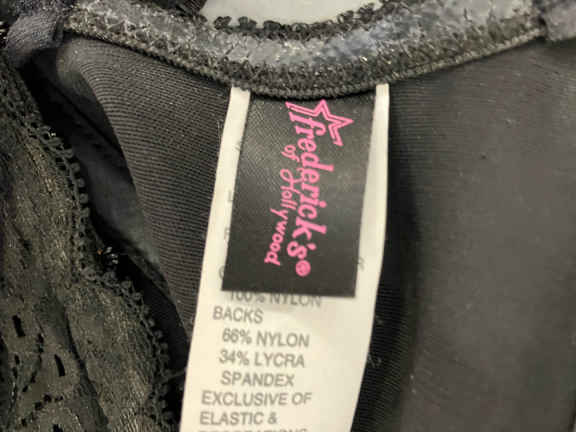 frederick's®
of Hollywood
100% NYLON
BACKS
66% NYLON
34% LYCRA
SPANDEX
EXCLUSIVE OF
ELASTIC &